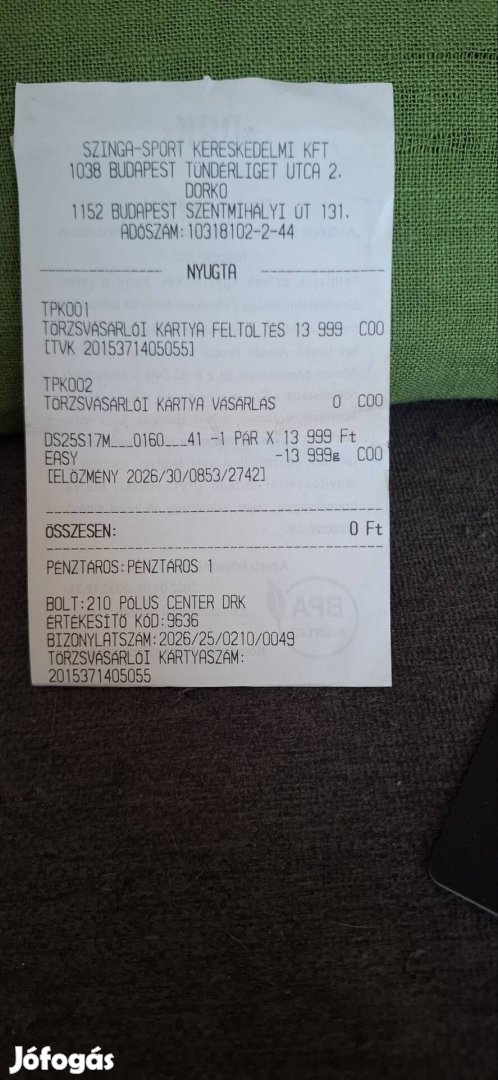 SZINGA-SPORT KERESKEDELMI KFT
1038 BUDAPEST TÜNDÉRLIGET UTCA 2.
DORKO
1152 BUDAPEST SZENTMIHÁLYI ÚT 131.
ADÓSZÁM:10318102-2-44
NYUGTA
TPK001
TÖRZSVÁSÁRLÓI KÁRTYA FELTÖLTÉS 13 999 C00
[TVK 2015371405055]
TPK002
TÖRZSVÁSÁRLÓI KÁRTYA VÁSÁRLÁS 0 C00
DS25S17M___0160___41 -1 PÁR X 13 999 Ft
EASY -13 999g C00
[ELŐZMÉNY 2026/30/0853/2742]
ÖSSZESEN: 0 Ft
PÉNZTÁROS:PÉNZTÁROS 1
BOLT:210 PÓLUS CENTER DRK
ÉRTÉKESÍTŐ KÓD:9636
BIZONYLATSZÁM:2026/25/0210/0049
TÖRZSVÁSÁRLÓI KÁRTYASZÁM:
2015371405055
BPA
Jófogás